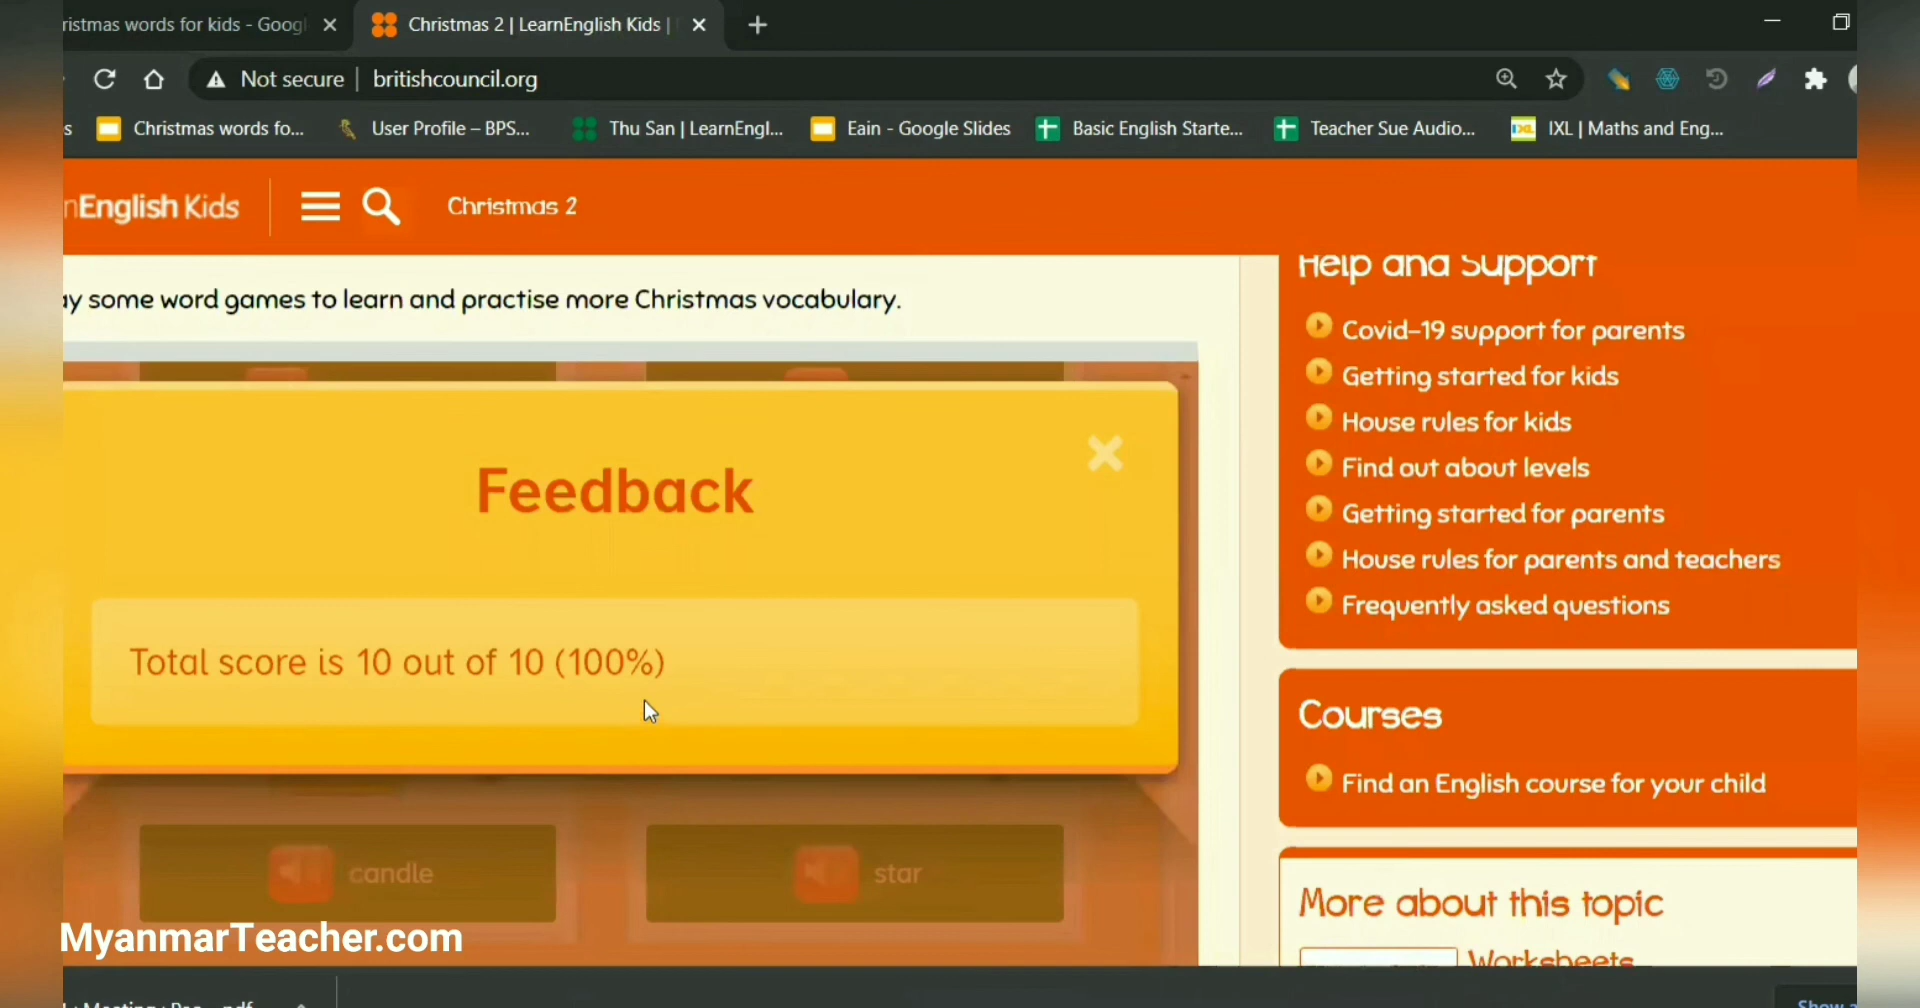 ristmas words for kids - Googl
Christmas 2 | LearnEnglish Kids |
Not secure | britishcouncil.org
s Christmas words fo... User Profile – BPS... Thu San | LearnEngl... Eain - Google Slides Basic English Starte... Teacher Sue Audio... IXL | Maths and Eng...
nEnglish Kids
Christmas 2
ay some word games to learn and practise more Christmas vocabulary.
Feedback
Total score is 10 out of 10 (100%)
candle
star
Help and Support
Covid-19 support for parents
Getting started for kids
House rules for kids
Find out about levels
Getting started for parents
House rules for parents and teachers
Frequently asked questions
Courses
Find an English course for your child
More about this topic
Worksheets
MyanmarTeacher.com
Show a